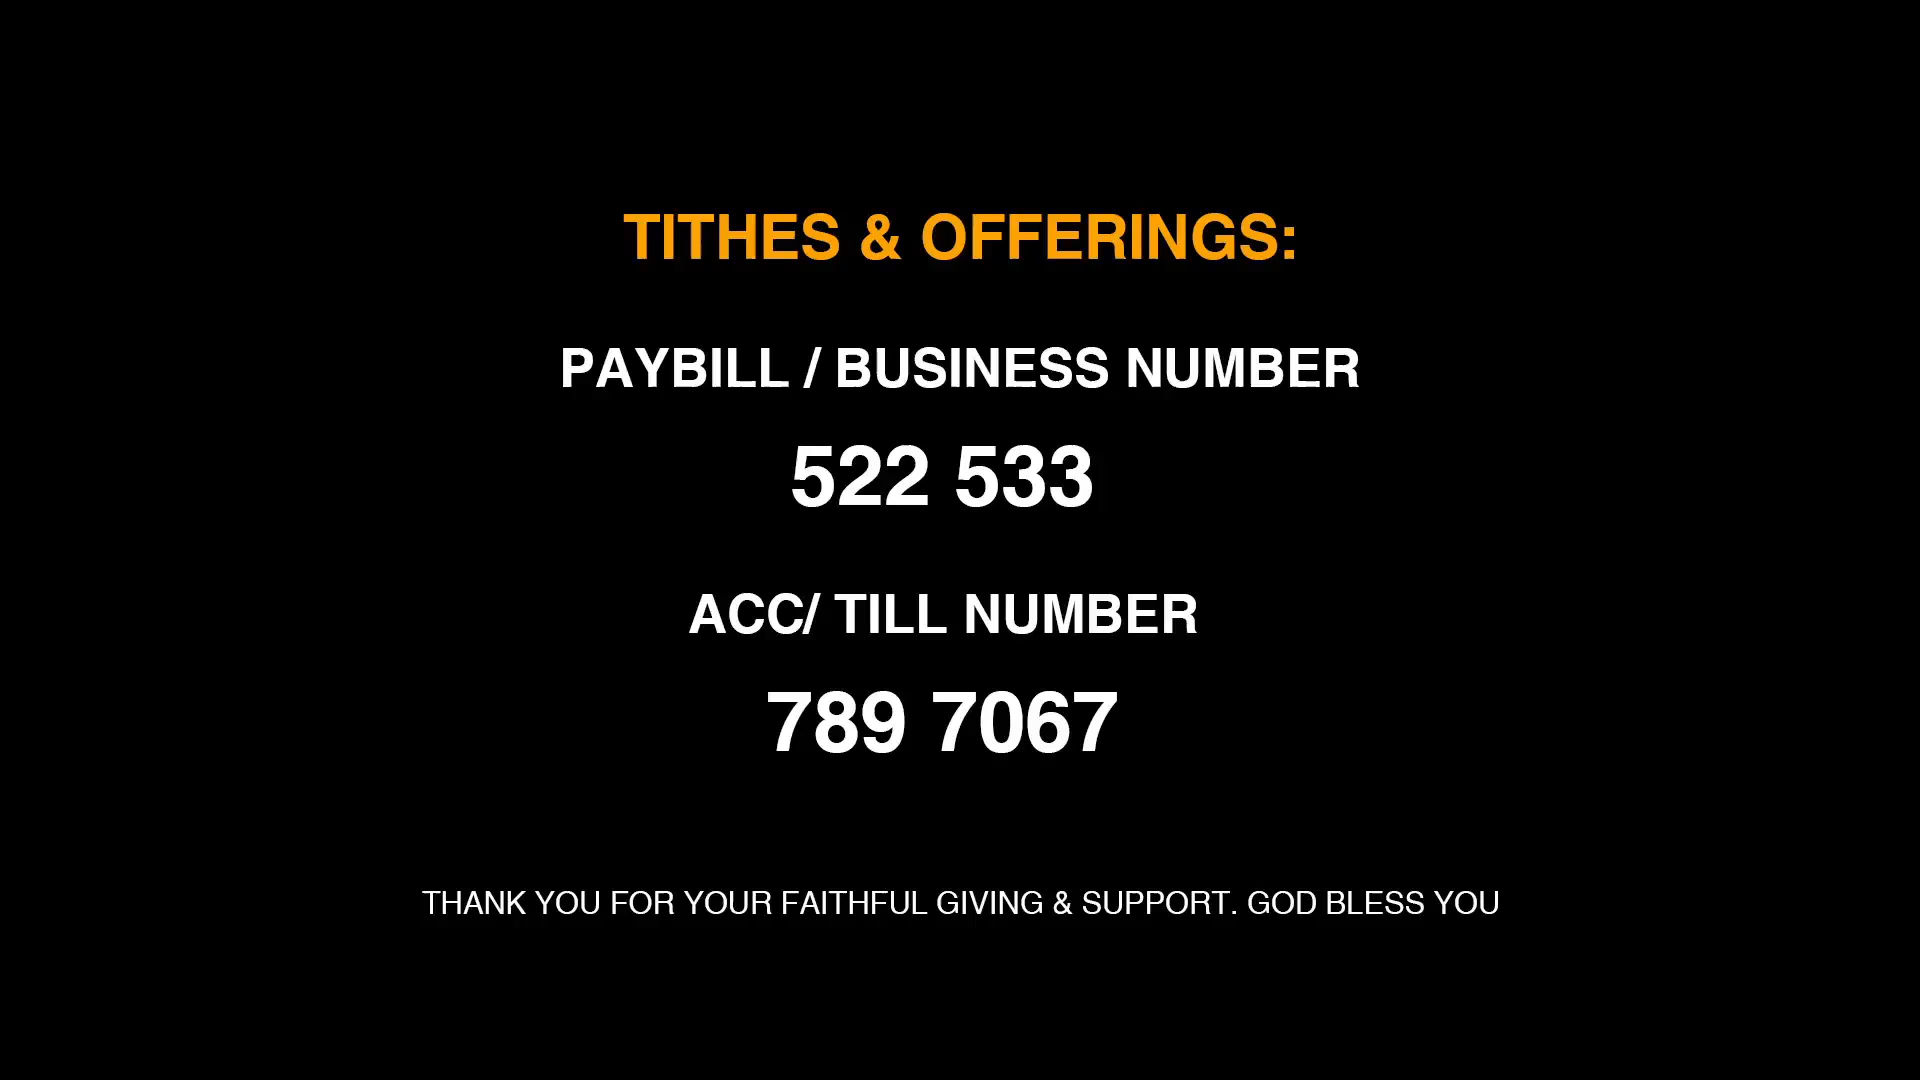 TITHES & OFFERINGS:
PAYBILL / BUSINESS NUMBER
522 533
ACC/ TILL NUMBER
789 7067
THANK YOU FOR YOUR FAITHFUL GIVING & SUPPORT. GOD BLESS YOU